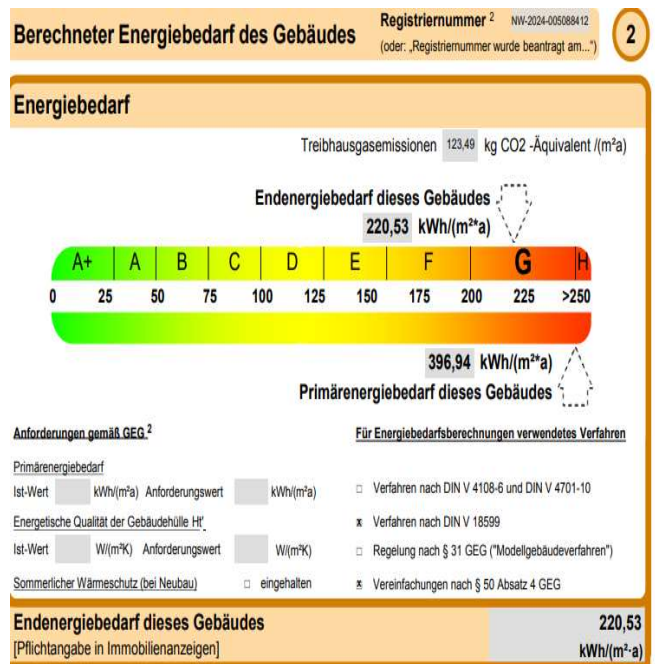 Berechneter Energiebedarf des Gebäudes
Registriernummer 2 NW-2024-005088412
(oder: „Registriernummer wurde beantragt am...")
2
Energiebedarf
Treibhausgasemissionen 123,49 kg CO2 -Äquivalent /(m²a)
Endenergiebedarf dieses Gebäudes
220,53 kWh/(m²*a)
A+ A B C D E F G H
0 25 50 75 100 125 150 175 200 225 >250
396,94 kWh/(m²*a)
Primärenergiebedarf dieses Gebäudes
Anforderungen gemäß GEG 2
Primärenergiebedarf
Ist-Wert kWh/(m²a) Anforderungswert kWh/(m²a)
Energetische Qualität der Gebäudehülle Ht'
Ist-Wert W/(m²K) Anforderungswert W/(m²K)
Sommerlicher Wärmeschutz (bei Neubau) □ eingehalten
Für Energiebedarfsberechnungen verwendetes Verfahren
□ Verfahren nach DIN V 4108-6 und DIN V 4701-10
x Verfahren nach DIN V 18599
□ Regelung nach § 31 GEG ("Modellgebäudeverfahren")
x Vereinfachungen nach § 50 Absatz 4 GEG
Endenergiebedarf dieses Gebäudes
[Pflichtangabe in Immobilienanzeigen]
220,53
kWh/(m²·a)